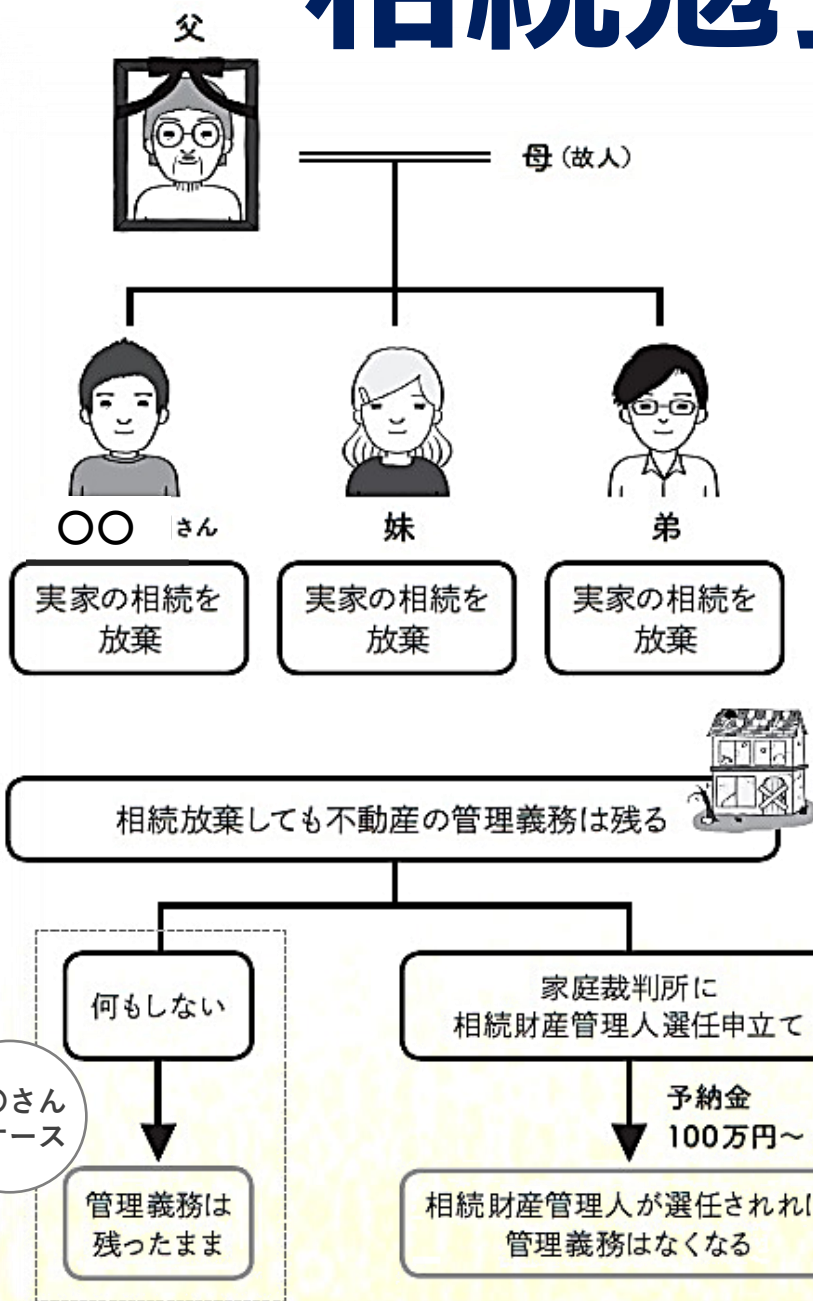 相続
父
母(故人)
〇〇 さん
妹
弟
実家の相続を
放棄
実家の相続を
放棄
実家の相続を
放棄
相続放棄しても不動産の管理義務は残る
何もしない
家庭裁判所に
相続財産管理人選任申立て
さん
ース
予納金
100万円〜
管理義務は
残ったまま
相続財産管理人が選任されれ
管理義務はなくなる